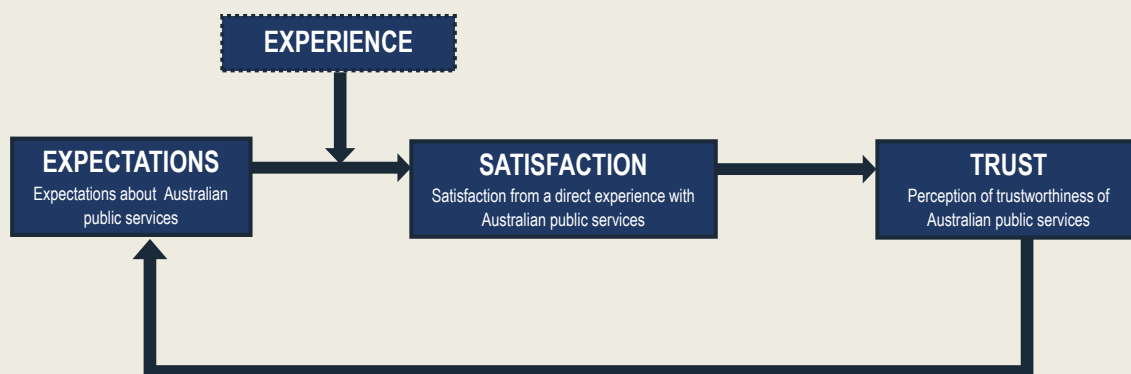 EXPERIENCE
EXPECTATIONS
Expectations about Australian
public services
SATISFACTION
Satisfaction from a direct experience with
Australian public services
TRUST
Perception of trustworthiness of
Australian public services